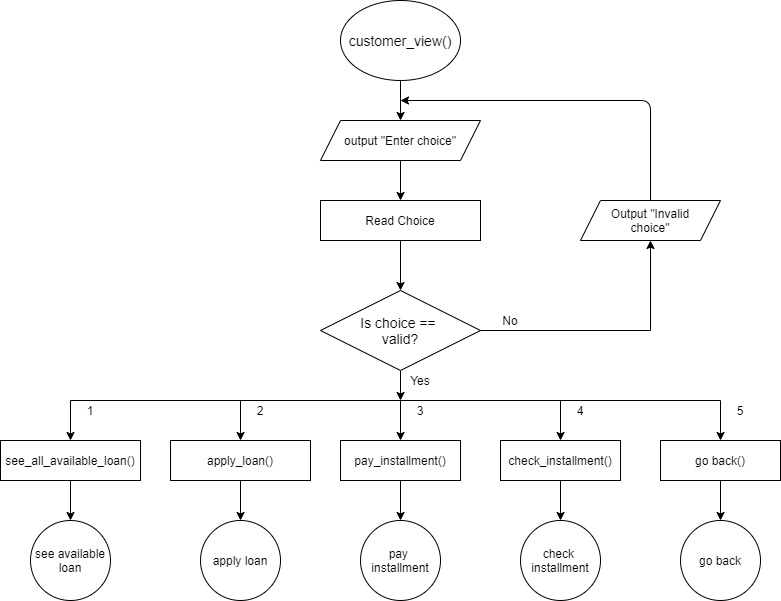 customer_view()
output "Enter choice"
Read Choice
Output "Invalid
choice"
Is choice ==
valid?
No
Yes
1
2
3
4
5
see_all_available_loan()
apply_loan()
pay_installment()
check_installment()
go back()
see available
loan
apply loan
pay
installment
check
installment
go back